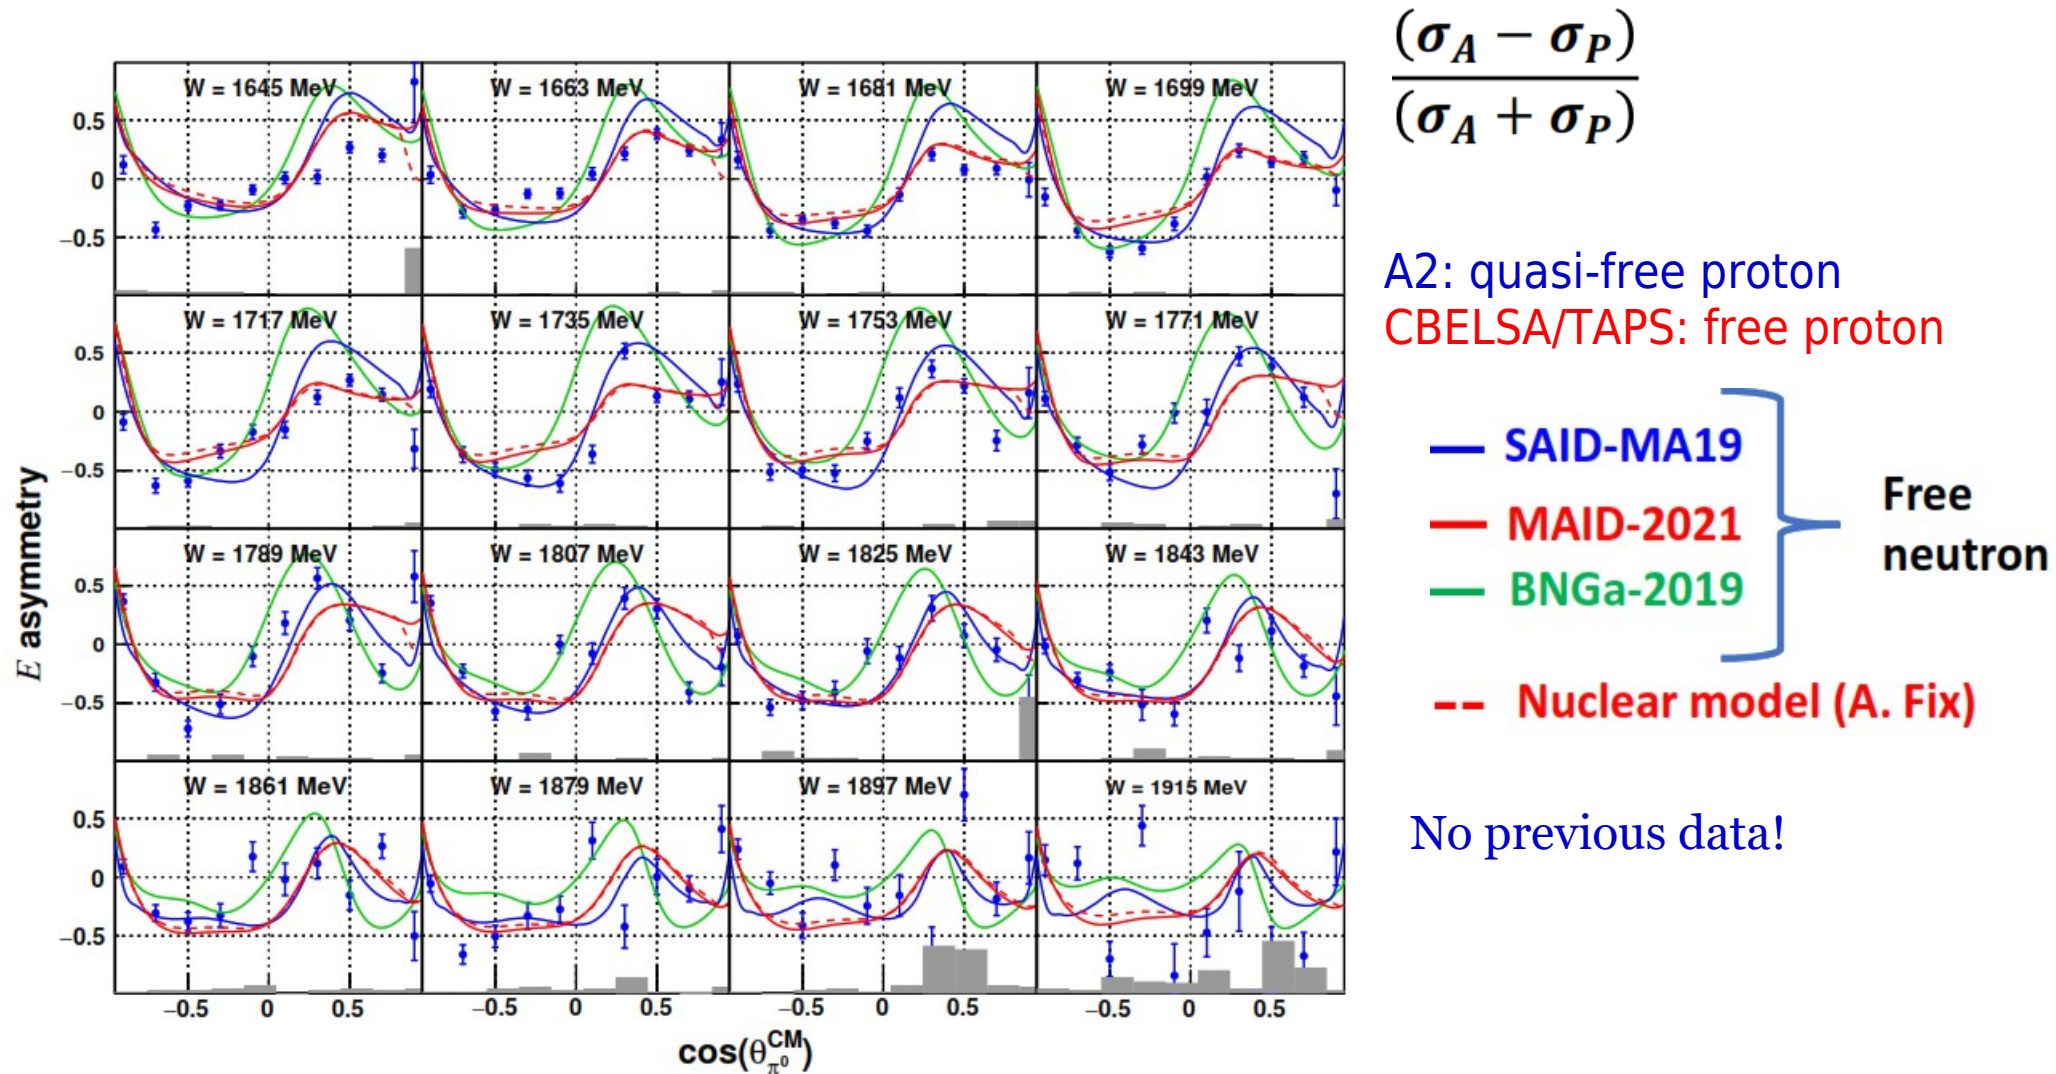 (σ_A − σ_P)
(σ_A + σ_P)
W = 1645 MeV
W = 1663 MeV
W = 1681 MeV
W = 1699 MeV
0.5
0
−0.5
A2: quasi-free proton
CBELSA/TAPS: free proton
W = 1717 MeV
W = 1735 MeV
W = 1753 MeV
W = 1771 MeV
0.5
0
−0.5
SAID-MA19
MAID-2021
BNGa-2019
Free
neutron
Nuclear model (A. Fix)
E asymmetry
W = 1789 MeV
W = 1807 MeV
W = 1825 MeV
W = 1843 MeV
0.5
0
−0.5
W = 1861 MeV
W = 1879 MeV
W = 1897 MeV
W = 1915 MeV
0.5
0
−0.5
No previous data!
−0.5 0 0.5 −0.5 0 0.5 −0.5 0 0.5 −0.5 0 0.5
cos(θ^CM_π⁰)